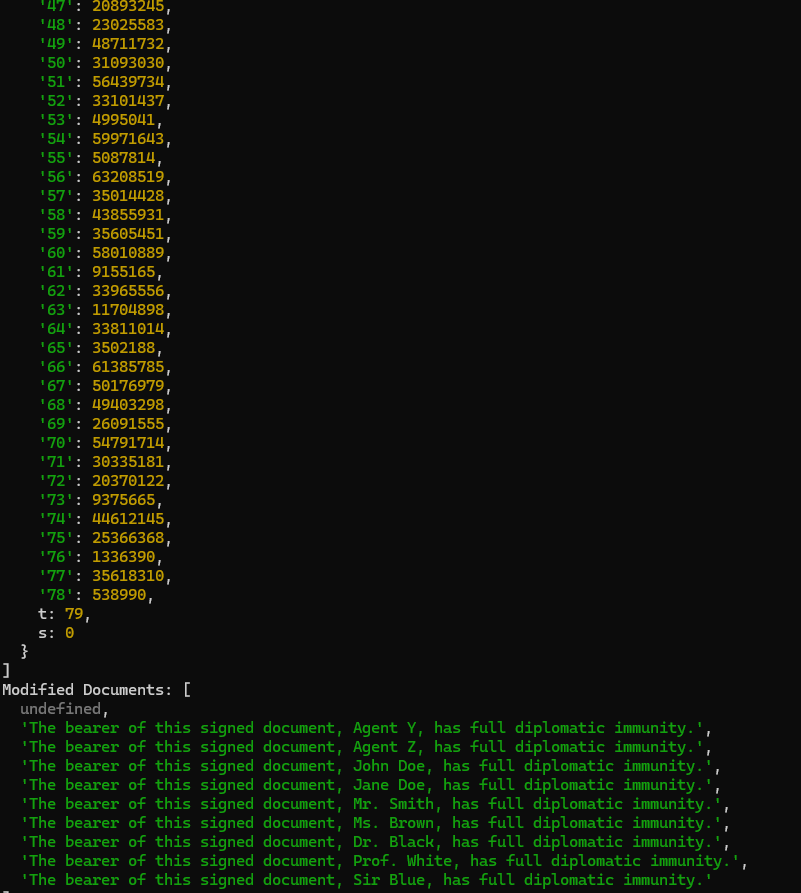 '47': 20893245,
'48': 23025583,
'49': 48711732,
'50': 31093030,
'51': 56439734,
'52': 33101437,
'53': 4995041,
'54': 59971643,
'55': 5087814,
'56': 63208519,
'57': 35014428,
'58': 43855931,
'59': 35605451,
'60': 58010889,
'61': 9155165,
'62': 33965556,
'63': 11704898,
'64': 33811014,
'65': 3502188,
'66': 61385785,
'67': 50176979,
'68': 49403298,
'69': 26091555,
'70': 54791714,
'71': 30335181,
'72': 20370122,
'73': 9375665,
'74': 44612145,
'75': 25366368,
'76': 1336390,
'77': 35618310,
'78': 538990,
t: 79,
s: 0
}
]
Modified Documents: [
undefined,
'The bearer of this signed document, Agent Y, has full diplomatic immunity.',
'The bearer of this signed document, Agent Z, has full diplomatic immunity.',
'The bearer of this signed document, John Doe, has full diplomatic immunity.',
'The bearer of this signed document, Jane Doe, has full diplomatic immunity.',
'The bearer of this signed document, Mr. Smith, has full diplomatic immunity.',
'The bearer of this signed document, Ms. Brown, has full diplomatic immunity.',
'The bearer of this signed document, Dr. Black, has full diplomatic immunity.',
'The bearer of this signed document, Prof. White, has full diplomatic immunity.',
'The bearer of this signed document, Sir Blue, has full diplomatic immunity.'